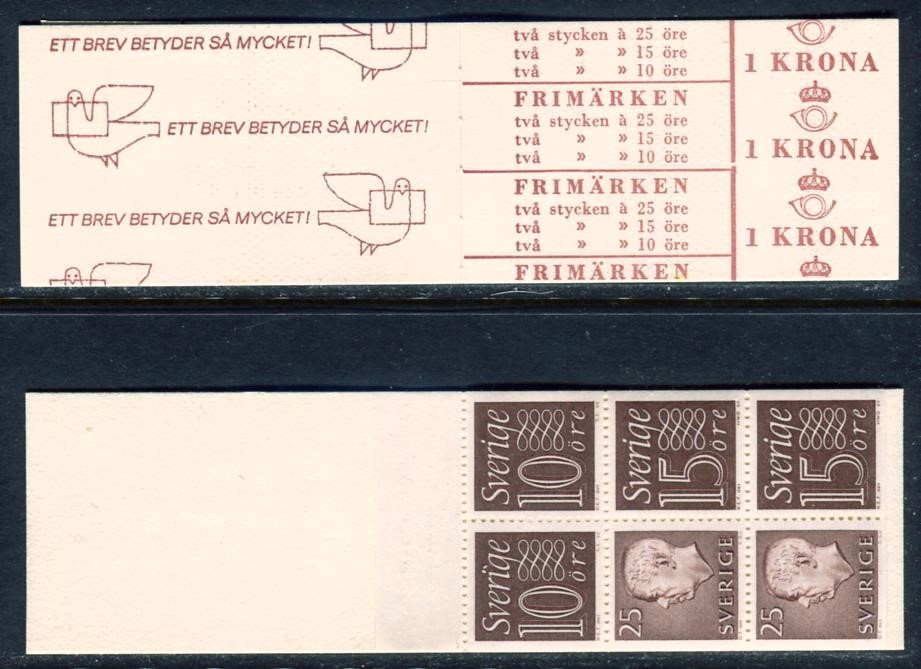 ETT BREV BETYDER SÅ MYCKET!
ETT BREV BETYDER SÅ MYCKET!
ETT BREV BETYDER SÅ MYCKET!
två stycken à 25 öre
två » » 15 öre
två » » 10 öre
FRIMÄRKEN
två stycken à 25 öre
två » » 15 öre
två » » 10 öre
FRIMÄRKEN
två stycken à 25 öre
två » » 15 öre
två » » 10 öre
FRIMÄRKEN
1 KRONA
1 KRONA
1 KRONA
Sverige
10 öre
Sverige
15 öre
Sverige
15 öre
Sverige
10 öre
25
SVERIGE
25
SVERIGE